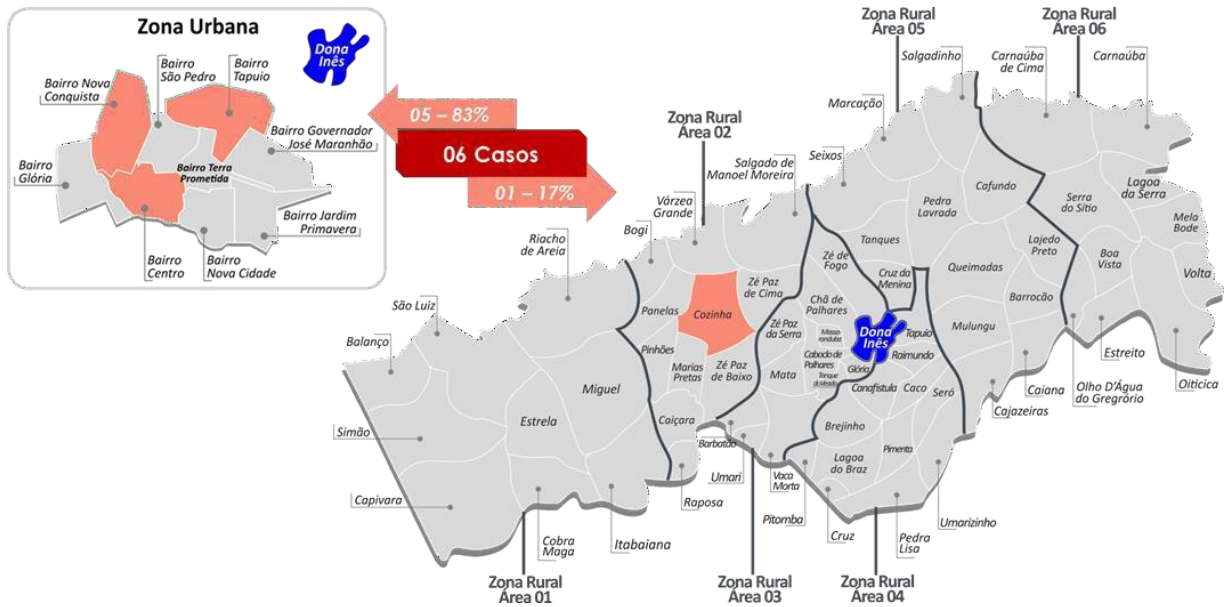 Zona Urbana
Dona
Inês
Bairro
São Pedro
Bairro
Tapuio
Bairro Nova
Conquista
Bairro Governador
José Maranhão
Bairro Terra
Prometida
Bairro
Glória
Bairro Jardim
Primavera
Bairro
Centro
Bairro
Nova Cidade
05 – 83%
06 Casos
01 – 17%
Zona Rural
Área 05
Zona Rural
Área 06
Zona Rural
Área 02
Salgadinho
Carnaúba
de Cima
Carnaúba
Marcação
Salgado de
Manoel Moreira
Seixos
Várzea
Grande
Bogi
Riacho
de Areia
São Luiz
Balanço
Simão
Capivara
Estrela
Miguel
Cobra
Maga
Itabaiana
Panelas
Cozinha
Pinhões
Marias
Pretas
Zé Paz
de Cima
Zé Paz
de Baixo
Caiçara
Raposa
Zé Paz
da Serra
Mata
Barbatão
Umari
Vaca
Morta
Zé de
Fogo
Chã de
Palhares
Massa
randuba
Cabado de
Palhares
Tanque
do Veado
Glória
Dona
Inês
Tanques
Cruz da
Menina
Tapuio
Raimundo
Canafístula
Caco
Seró
Brejinho
Pimenta
Lagoa
do Braz
Pitomba
Cruz
Pedra
Lisa
Umarizinho
Pedra
Lavrada
Cafundo
Queimadas
Lajedo
Preto
Barrocão
Mulungu
Cajazeiras
Caiana
Serra
do Sítio
Lagoa
da Serra
Mela
Bode
Boa
Vista
Volta
Estreito
Olho D'Água
do Gregrório
Oiticica
Zona Rural
Área 01
Zona Rural
Área 03
Zona Rural
Área 04